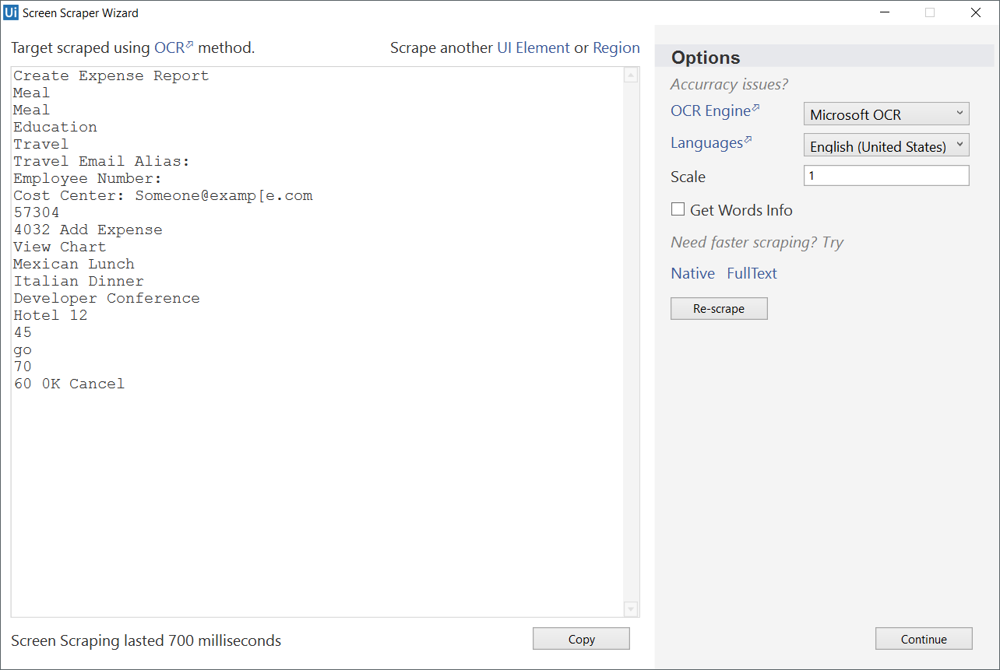 Ui Screen Scraper Wizard
Target scraped using OCR method.
Scrape another UI Element or Region
Create Expense Report
Meal
Meal
Education
Travel
Travel Email Alias:
Employee Number:
Cost Center: Someone@examp[e.com
57304
4032 Add Expense
View Chart
Mexican Lunch
Italian Dinner
Developer Conference
Hotel 12
45
go
70
60 0K Cancel
Screen Scraping lasted 700 milliseconds
Copy
Options
Accurracy issues?
OCR Engine Microsoft OCR
Languages English (United States)
Scale 1
Get Words Info
Need faster scraping? Try
Native FullText
Re-scrape
Continue